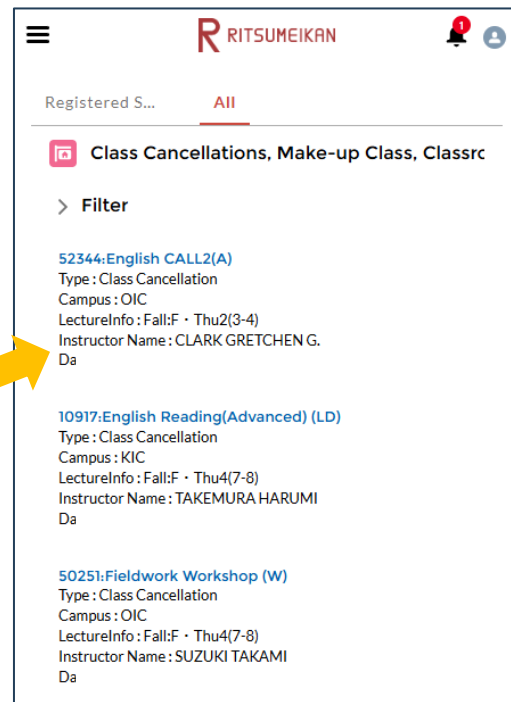 RITSUMEIKAN
1
Registered S...
All
Class Cancellations, Make-up Class, Classrc
Filter
52344:English CALL2(A)
Type : Class Cancellation
Campus : OIC
LectureInfo : Fall:F・Thu2(3-4)
Instructor Name : CLARK GRETCHEN G.
Da
10917:English Reading(Advanced) (LD)
Type : Class Cancellation
Campus : KIC
LectureInfo : Fall:F・Thu4(7-8)
Instructor Name : TAKEMURA HARUMI
Da
50251:Fieldwork Workshop (W)
Type : Class Cancellation
Campus : OIC
LectureInfo : Fall:F・Thu4(7-8)
Instructor Name : SUZUKI TAKAMI
Da